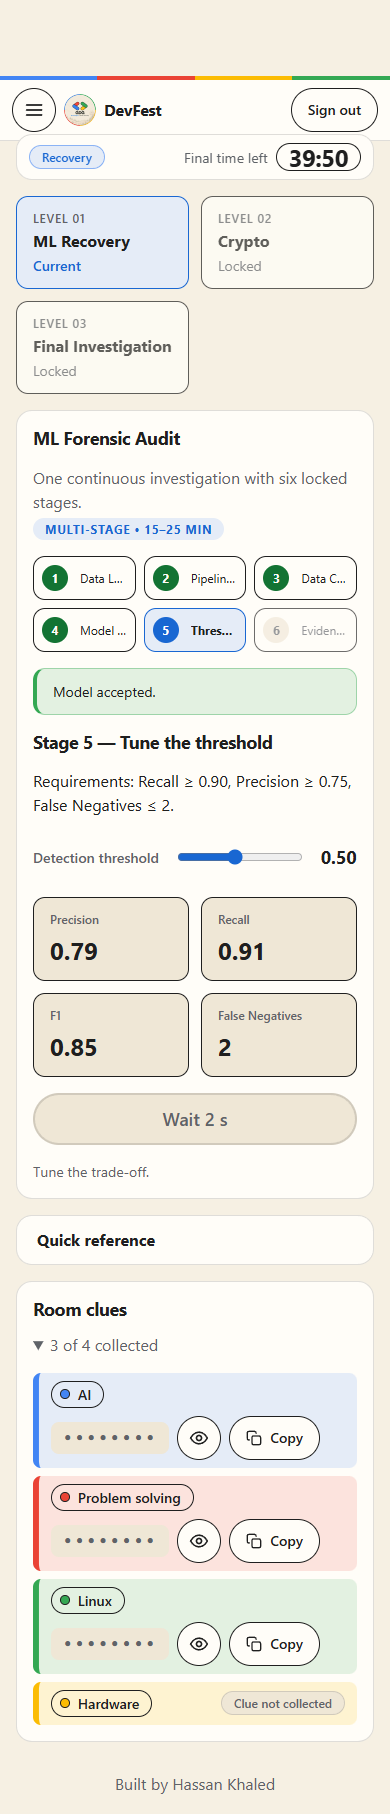 DevFest
Sign out
Recovery
Final time left
39:50
LEVEL 01
ML Recovery
Current
LEVEL 02
Crypto
Locked
LEVEL 03
Final Investigation
Locked
ML Forensic Audit
One continuous investigation with six locked
stages.
MULTI-STAGE • 15–25 MIN
1 Data L...
2 Pipelin...
3 Data C...
4 Model ...
5 Thres...
6 Eviden...
Model accepted.
Stage 5 — Tune the threshold
Requirements: Recall ≥ 0.90, Precision ≥ 0.75,
False Negatives ≤ 2.
Detection threshold
0.50
Precision
0.79
Recall
0.91
F1
0.85
False Negatives
2
Wait 2 s
Tune the trade-off.
Quick reference
Room clues
▼ 3 of 4 collected
AI
••••••••
Copy
Problem solving
••••••••
Copy
Linux
••••••••
Copy
Hardware
Clue not collected
Built by Hassan Khaled